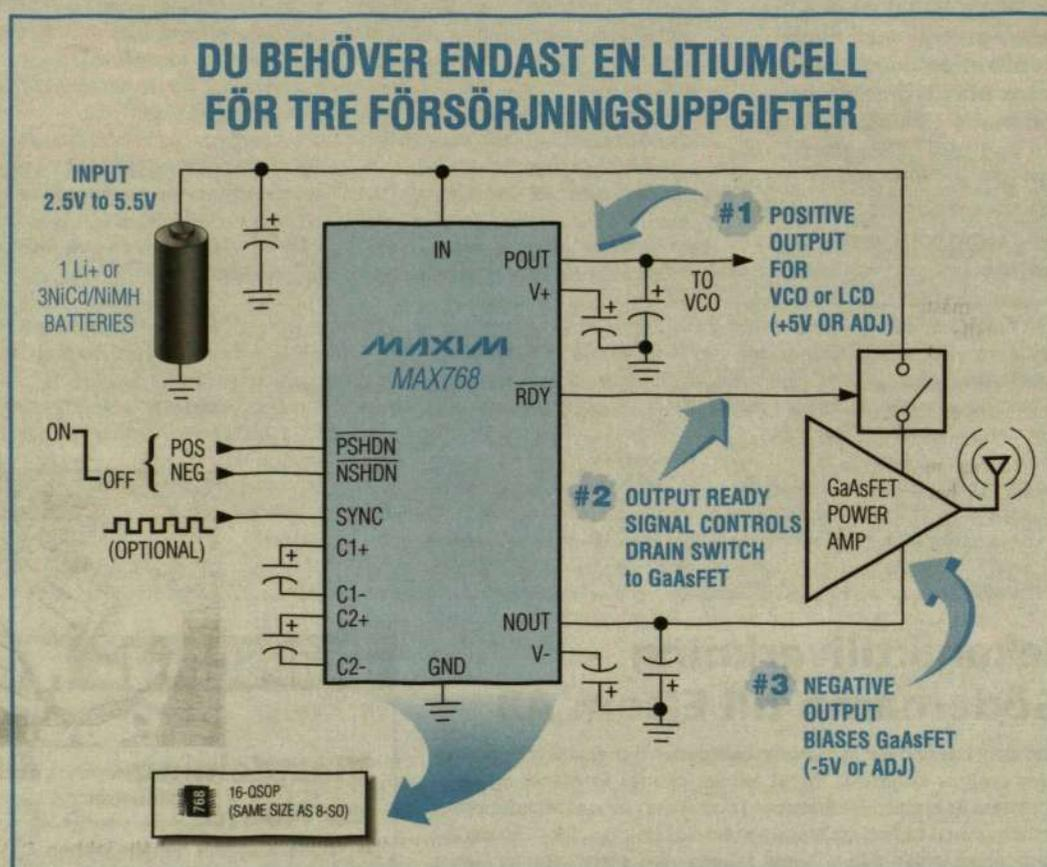 DU BEHÖVER ENDAST EN LITIUMCELL
FÖR TRE FÖRSÖRJNINGSUPPGIFTER
INPUT
2.5V to 5.5V
1 Li+ or
3NiCd/NiMH
BATTERIES
+
IN
POUT
V+
TO
VCO
#1 POSITIVE
OUTPUT
FOR
VCO or LCD
(+5V OR ADJ)
MAXIM
MAX768
RDY
ON
OFF
POS
NEG
PSHDN
NSHDN
SYNC
(OPTIONAL)
C1+
C1-
C2+
C2-
GND
NOUT
V-
#2 OUTPUT READY
SIGNAL CONTROLS
DRAIN SWITCH
to GaAsFET
GaAsFET
POWER
AMP
#3 NEGATIVE
OUTPUT
BIASES GaAsFET
(-5V or ADJ)
768
16-QSOP
(SAME SIZE AS 8-SO)